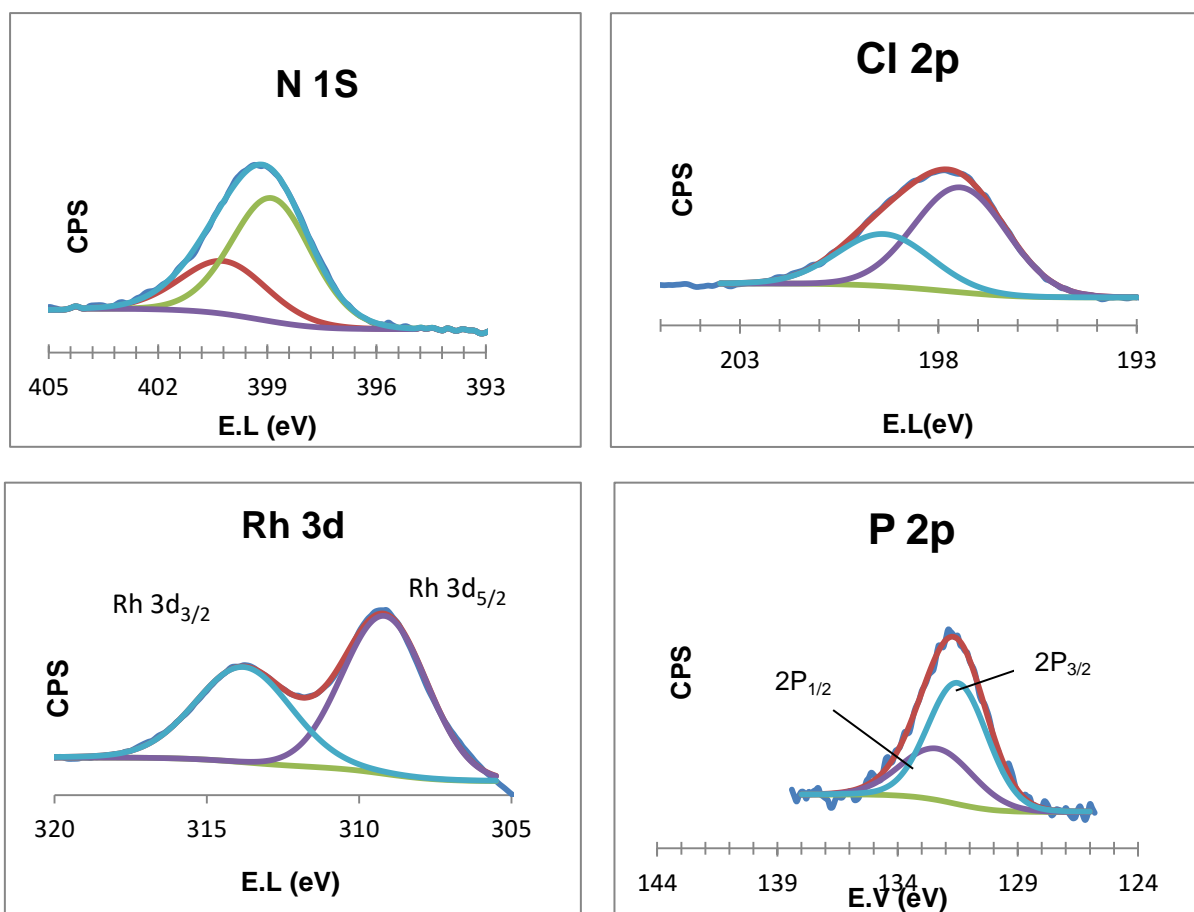 N 1S
CPS
405 402 399 396 393
E.L (eV)
Cl 2p
CPS
203 198 193
E.L(eV)
Rh 3d
Rh 3d3/2
Rh 3d5/2
CPS
320 315 310 305
E.L (eV)
P 2p
2P1/2
2P3/2
CPS
144 139 134 129 124
E.V (eV)